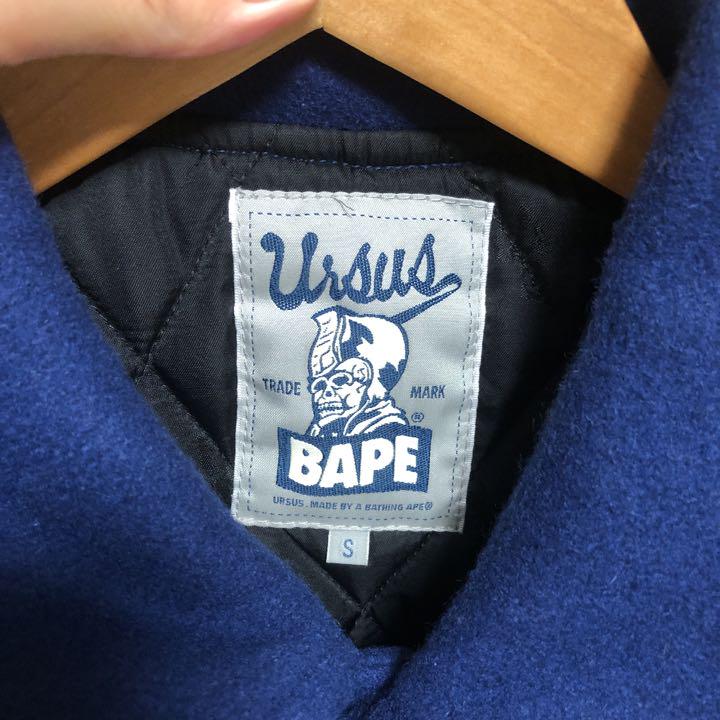 Ursus
TRADE MARK
®
BAPE
URSUS. MADE BY A BATHING APE®
S